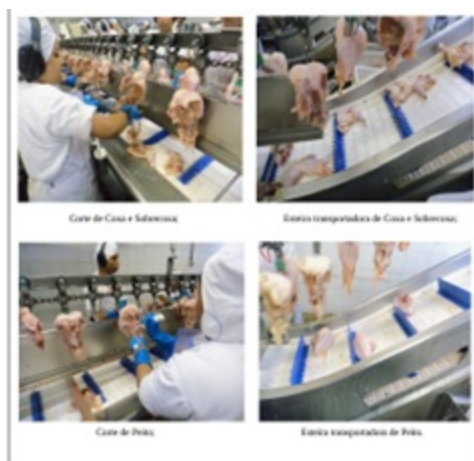 Corte de Coxa e Sobrecoxa;
Esteira transportadora de Coxa e Sobrecoxa;
Corte de Peito;
Esteira transportadora de Peito.